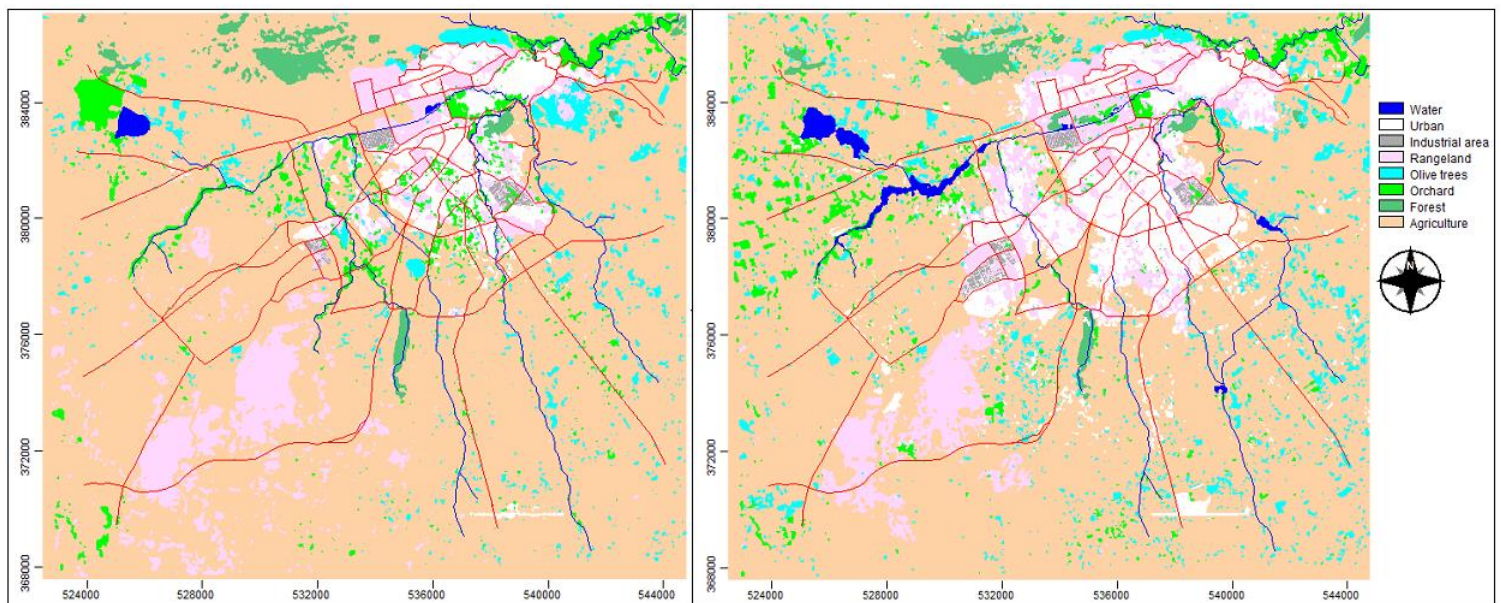 384000
380000
376000
372000
368000
524000 528000 532000 536000 540000 544000
384000
380000
376000
372000
368000
524000 528000 532000 536000 540000 544000
Water
Urban
Industrial area
Rangeland
Olive trees
Orchard
Forest
Agriculture
N